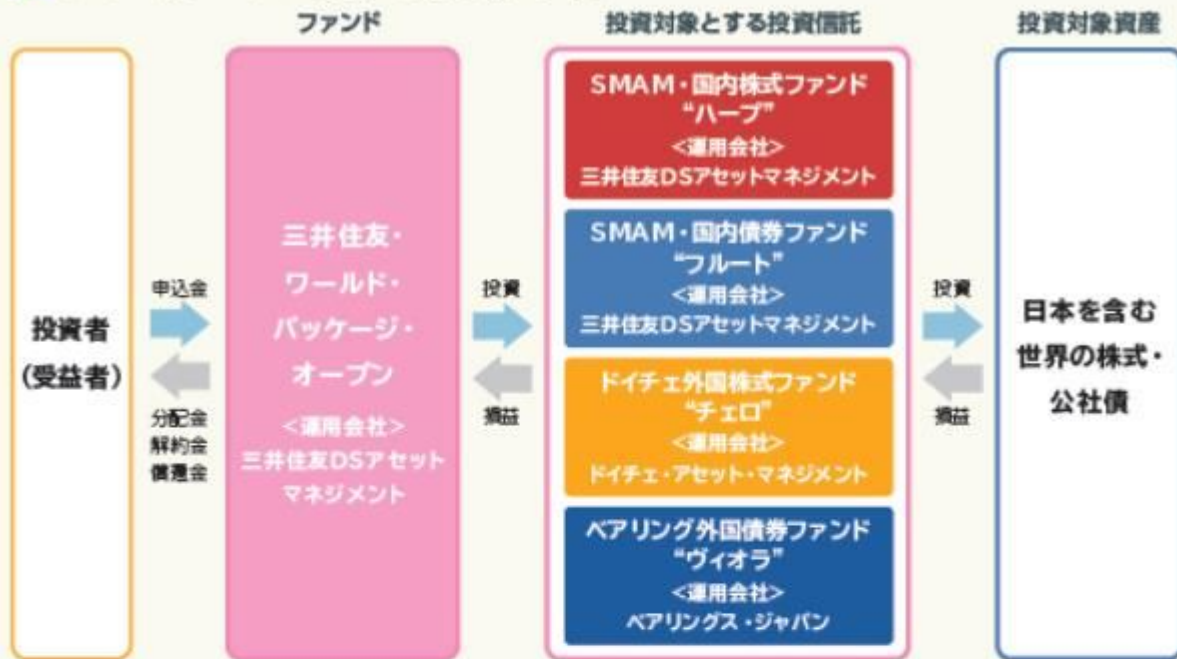 ファンド
投資対象とする投資信託
投資対象資産
投資者
(受益者)
申込金
分配金
解約金
償還金
三井住友・
ワールド・
パッケージ・
オープン
<運用会社>
三井住友DSアセット
マネジメント
投資
損益
SMAM・国内株式ファンド
“ハープ”
<運用会社>
三井住友DSアセットマネジメント
SMAM・国内債券ファンド
“フルート”
<運用会社>
三井住友DSアセットマネジメント
ドイチェ外国株式ファンド
“チェロ”
<運用会社>
ドイチェ・アセット・マネジメント
ベアリング外国債券ファンド
“ヴィオラ”
<運用会社>
ベアリングス・ジャパン
投資
損益
日本を含む
世界の株式・
公社債